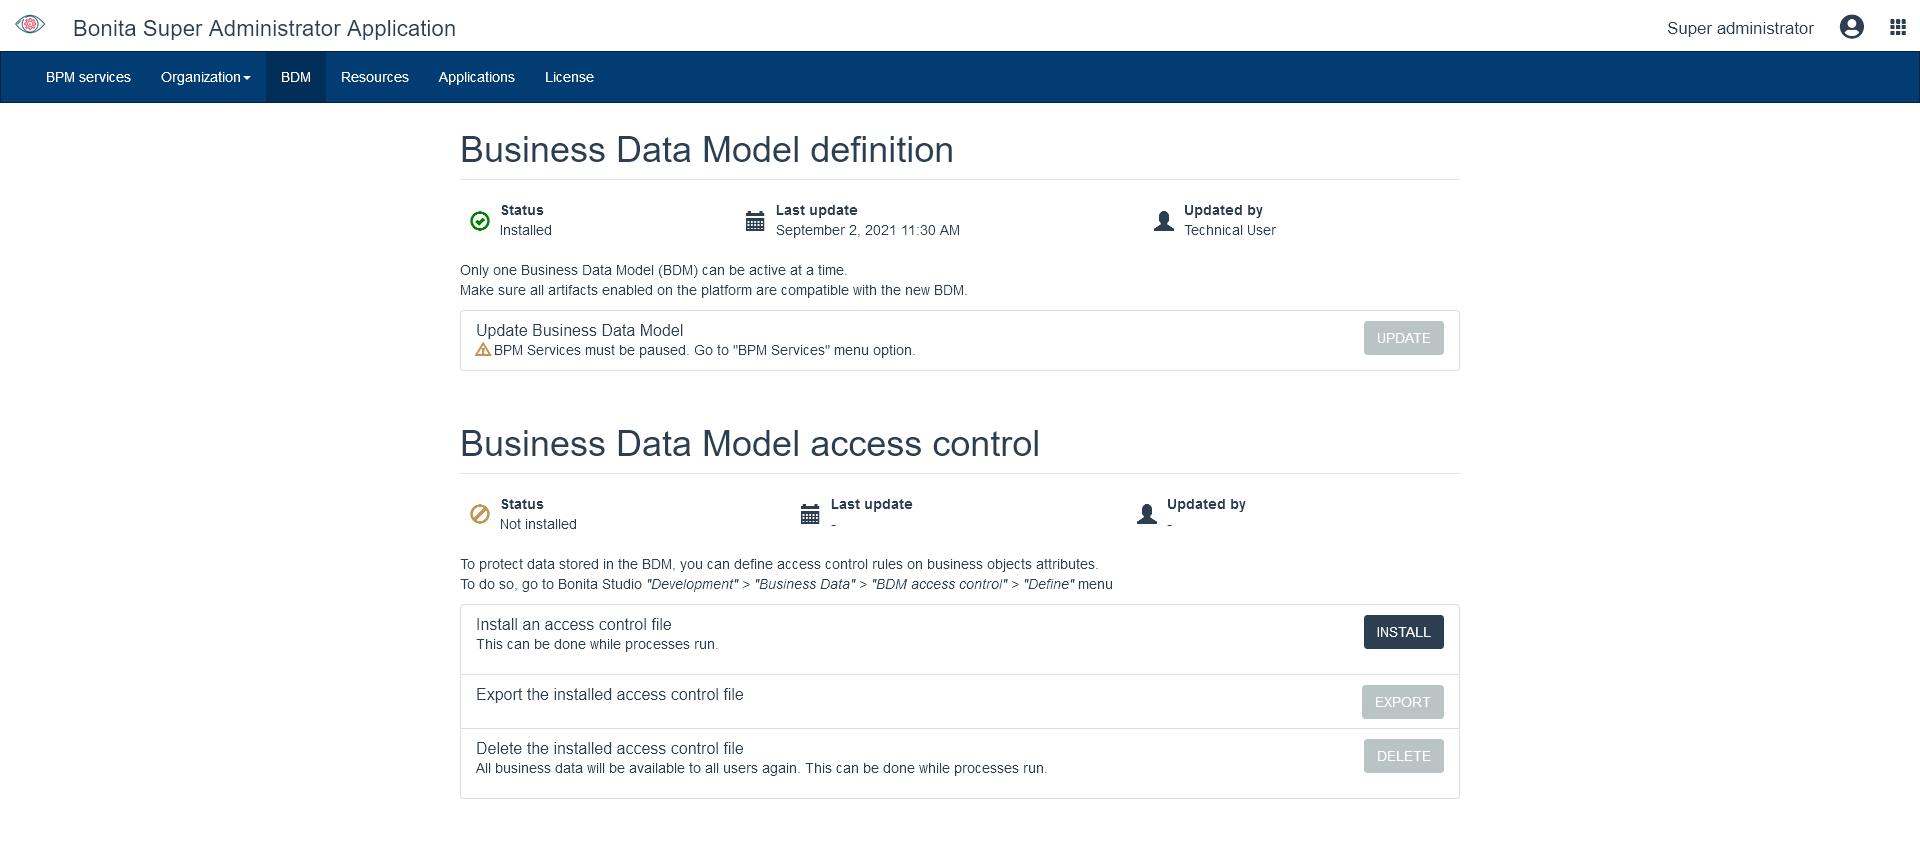 Bonita Super Administrator Application
Super administrator
BPM services Organization BDM Resources Applications License
Business Data Model definition
Status
Installed
Last update
September 2, 2021 11:30 AM
Updated by
Technical User
Only one Business Data Model (BDM) can be active at a time.
Make sure all artifacts enabled on the platform are compatible with the new BDM.
Update Business Data Model
BPM Services must be paused. Go to "BPM Services" menu option.
UPDATE
Business Data Model access control
Status
Not installed
Last update
-
Updated by
-
To protect data stored in the BDM, you can define access control rules on business objects attributes.
To do so, go to Bonita Studio "Development" > "Business Data" > "BDM access control" > "Define" menu
Install an access control file
This can be done while processes run.
INSTALL
Export the installed access control file
EXPORT
Delete the installed access control file
All business data will be available to all users again. This can be done while processes run.
DELETE